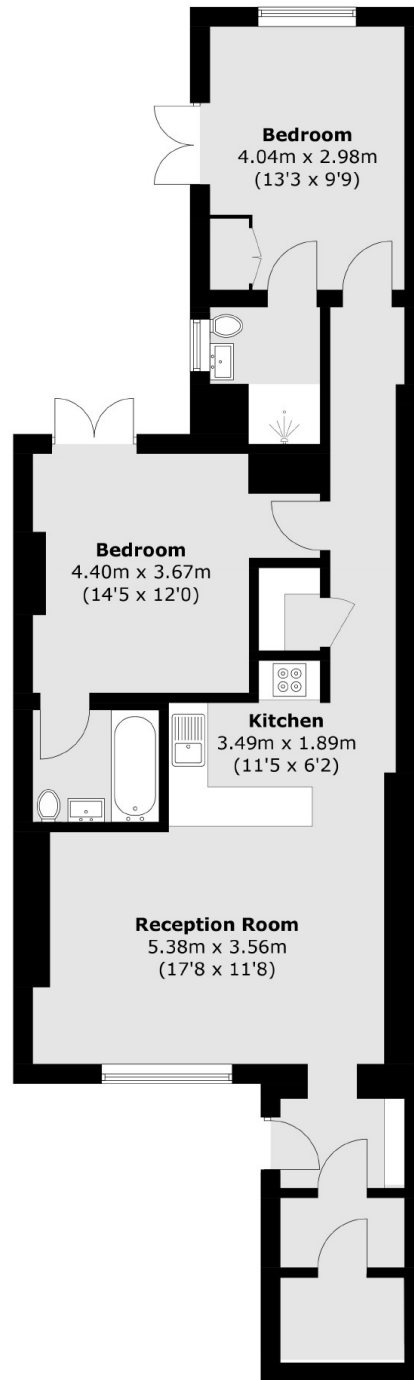 Bedroom
4.04m x 2.98m
(13'3 x 9'9)
Bedroom
4.40m x 3.67m
(14'5 x 12'0)
Kitchen
3.49m x 1.89m
(11'5 x 6'2)
Reception Room
5.38m x 3.56m
(17'8 x 11'8)